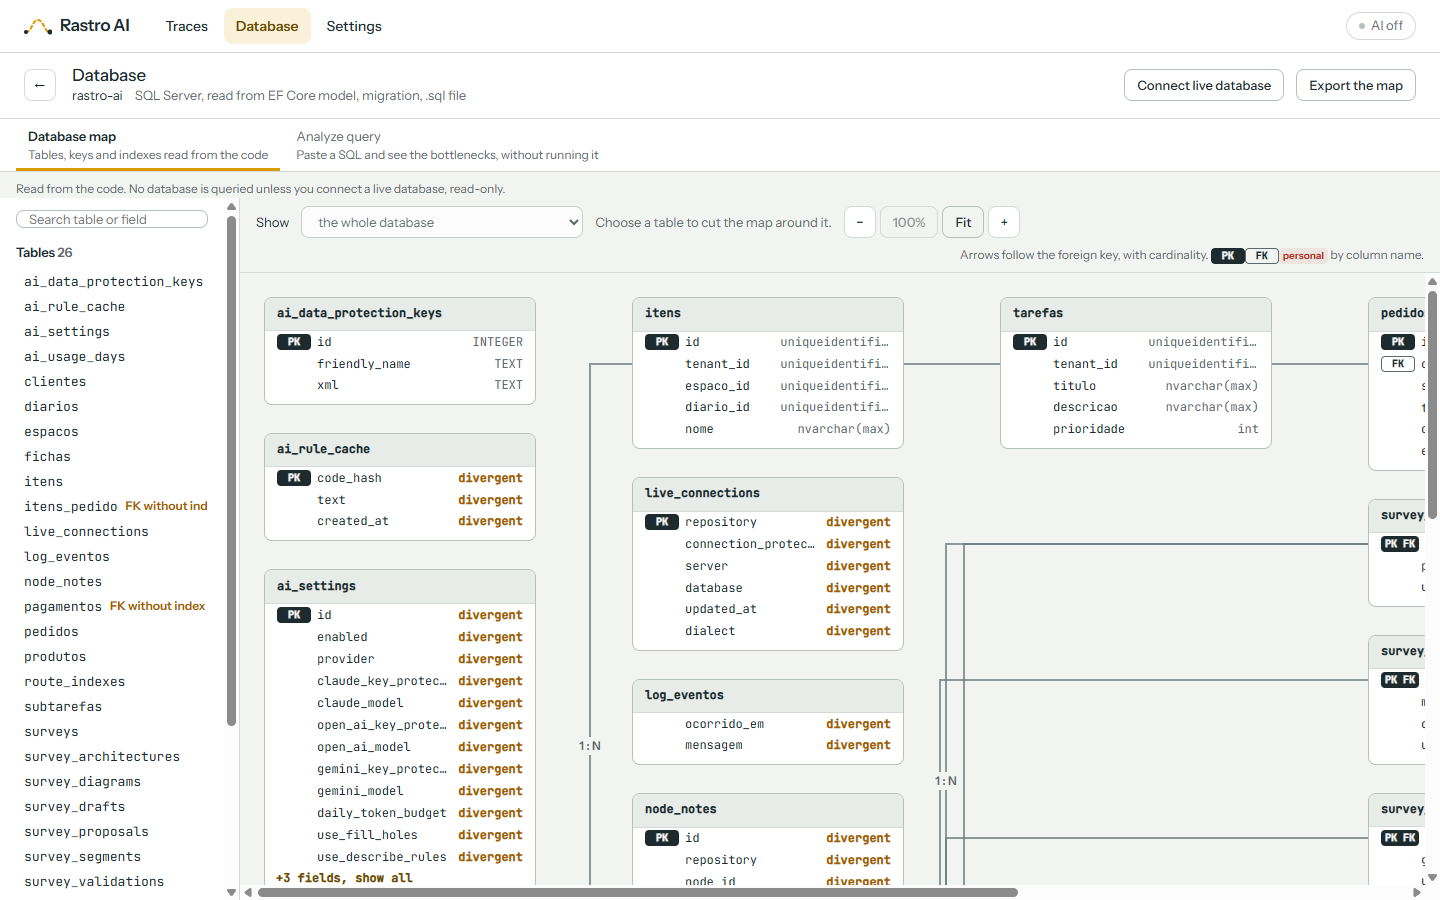 Rastro AI Traces Database Settings AI off
← Database
rastro-ai SQL Server, read from EF Core model, migration, .sql file
Connect live database Export the map
Database map
Tables, keys and indexes read from the code
Analyze query
Paste a SQL and see the bottlenecks, without running it
Read from the code. No database is queried unless you connect a live database, read-only.
Search table or field
Tables 26
ai_data_protection_keys
ai_rule_cache
ai_settings
ai_usage_days
clientes
diarios
espacos
fichas
itens
itens_pedido FK without ind
live_connections
log_eventos
node_notes
pagamentos FK without index
pedidos
produtos
route_indexes
subtarefas
surveys
survey_architectures
survey_diagrams
survey_drafts
survey_proposals
survey_segments
survey_validations
Show the whole database Choose a table to cut the map around it. − 100% Fit +
Arrows follow the foreign key, with cardinality. PK FK personal by column name.
ai_data_protection_keys
PK id INTEGER
friendly_name TEXT
xml TEXT
ai_rule_cache
PK code_hash divergent
text divergent
created_at divergent
ai_settings
PK id divergent
enabled divergent
provider divergent
claude_key_protec… divergent
claude_model divergent
open_ai_key_prote… divergent
open_ai_model divergent
gemini_key_protec… divergent
gemini_model divergent
daily_token_budget divergent
use_fill_holes divergent
use_describe_rules divergent
+3 fields, show all
1:N
itens
PK id uniqueidentifi…
tenant_id uniqueidentifi…
espaco_id uniqueidentifi…
diario_id uniqueidentifi…
nome nvarchar(max)
live_connections
PK repository divergent
connection_protec… divergent
server divergent
database divergent
updated_at divergent
dialect divergent
log_eventos
ocorrido_em divergent
mensagem divergent
node_notes
PK id divergent
repository divergent
node_id divergent
1:N
tarefas
PK id uniqueidentifi…
tenant_id uniqueidentifi…
titulo nvarchar(max)
descricao nvarchar(max)
prioridade int
pedido
PK
FK
survey_
PK FK
survey_
PK FK
survey_
PK FK